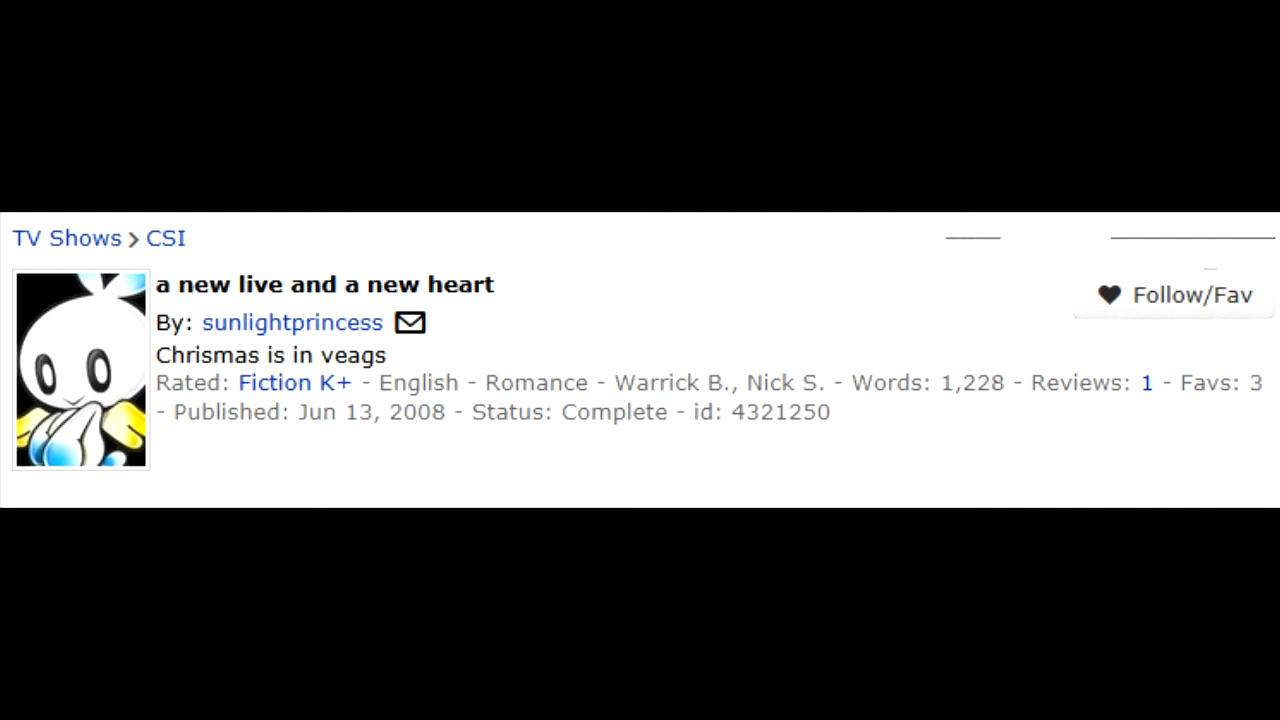 TV Shows > CSI
a new live and a new heart
Follow/Fav
By: sunlightprincess
Chrismas is in veags
Rated: Fiction K+ - English - Romance - Warrick B., Nick S. - Words: 1,228 - Reviews: 1 - Favs: 3
- Published: Jun 13, 2008 - Status: Complete - id: 4321250